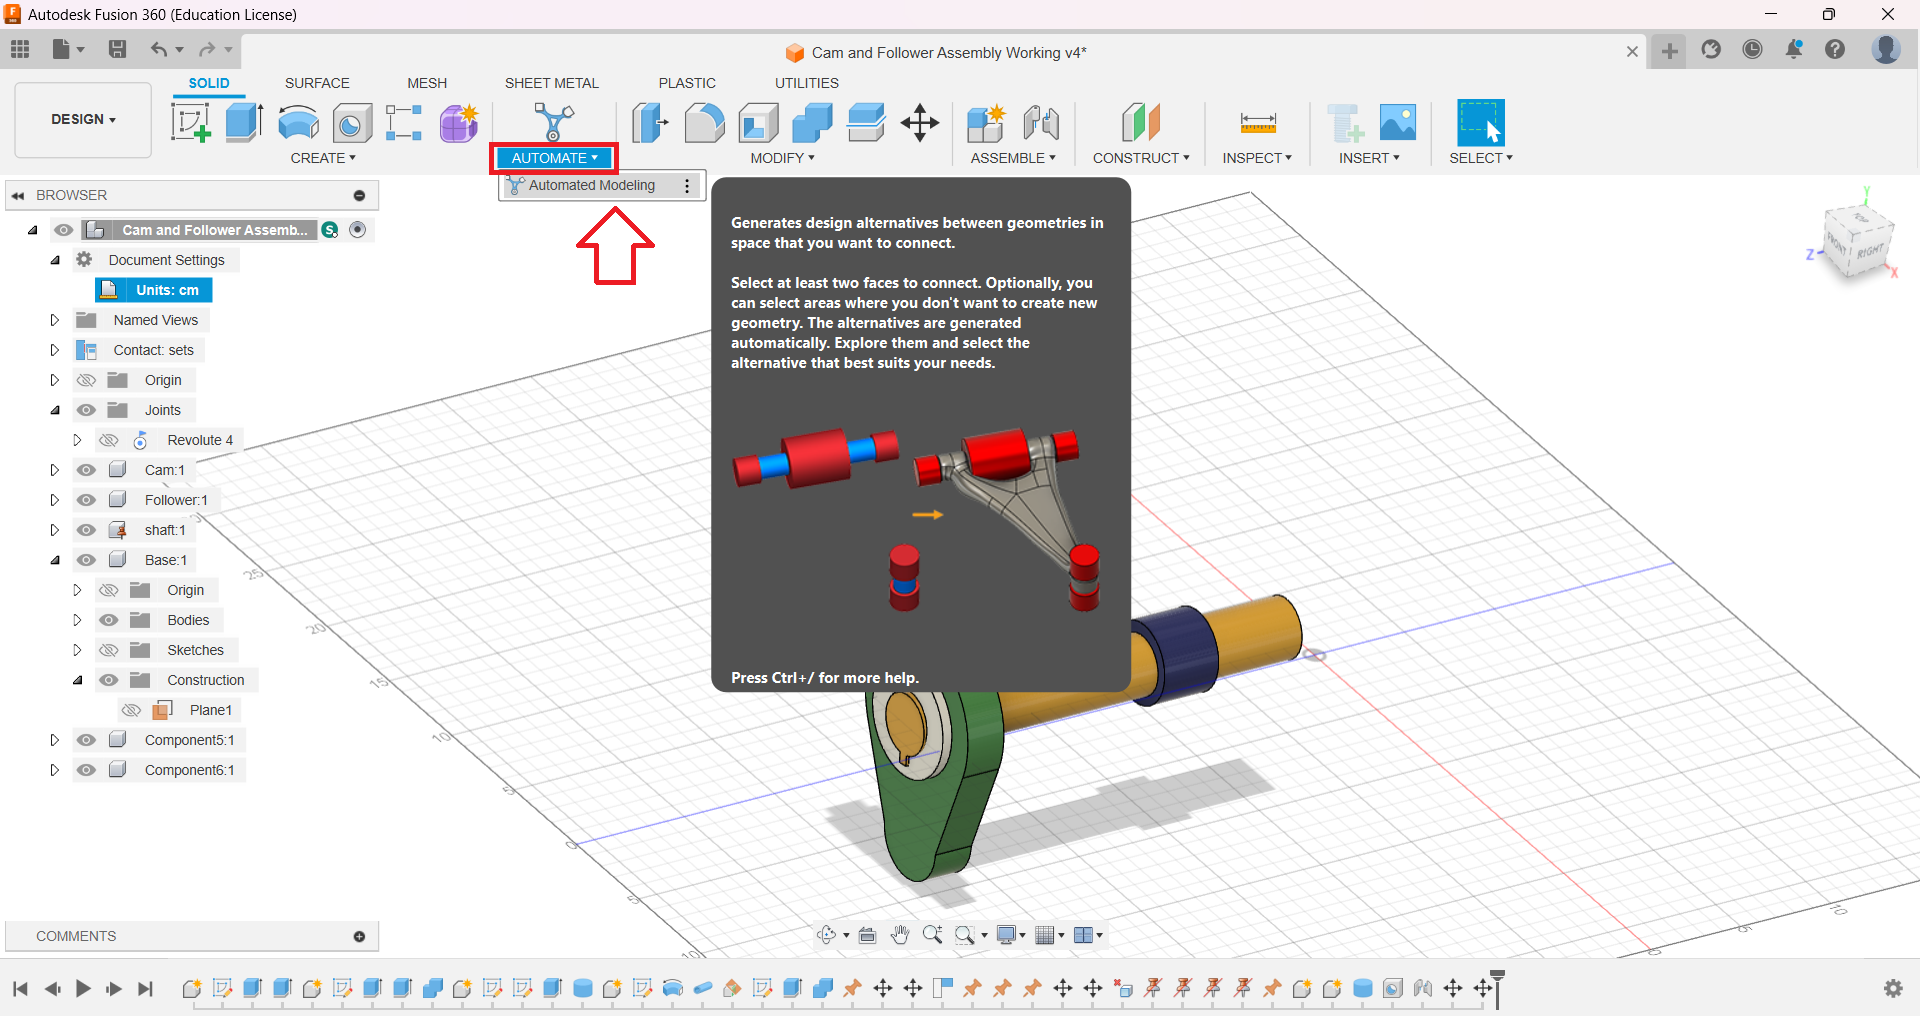 Autodesk Fusion 360 (Education License)
Cam and Follower Assembly Working v4*
DESIGN
SOLID
SURFACE
MESH
SHEET METAL
PLASTIC
UTILITIES
CREATE
AUTOMATE
MODIFY
ASSEMBLE
CONSTRUCT
INSPECT
INSERT
SELECT
Automated Modeling
BROWSER
Cam and Follower Assemb...
S
Document Settings
Units: cm
Named Views
Contact: sets
Origin
Joints
Revolute 4
Cam:1
Follower:1
shaft:1
Base:1
Origin
Bodies
Sketches
Construction
Plane1
Component5:1
Component6:1
Generates design alternatives between geometries in
space that you want to connect.
Select at least two faces to connect. Optionally, you
can select areas where you don't want to create new
geometry. The alternatives are generated
automatically. Explore them and select the
alternative that best suits your needs.
Press Ctrl+/ for more help.
Y
TOP
FRONT
RIGHT
Z
X
25
20
15
10
5
0
5
10
0
5
10
COMMENTS